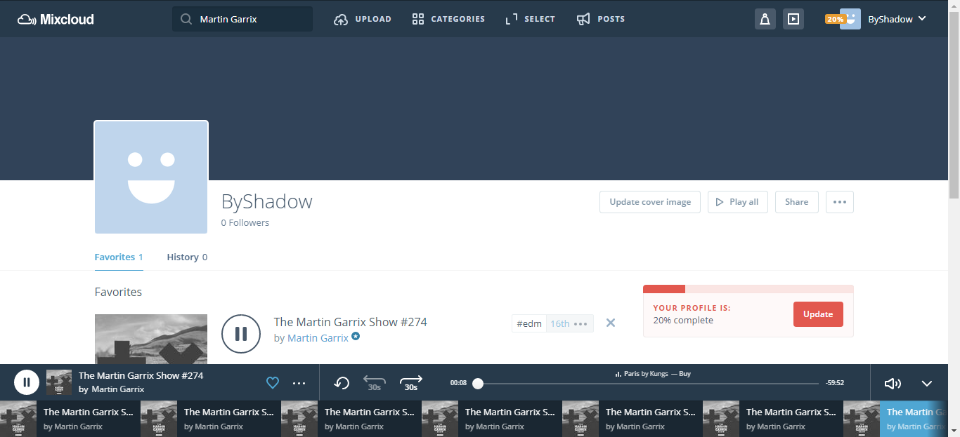 Mixcloud
Martin Garrix
UPLOAD
CATEGORIES
SELECT
POSTS
20%
ByShadow
ByShadow
0 Followers
Update cover image
Play all
Share
Favorites 1
History 0
Favorites
The Martin Garrix Show #274
by Martin Garrix
#edm
16th
YOUR PROFILE IS:
20% complete
Update
The Martin Garrix Show #274
by Martin Garrix
30s
30s
00:08
Paris by Kungs — Buy
-59:52
The Martin Garrix S...
by Martin Garrix
The Martin Garrix S...
by Martin Garrix
The Martin Garrix S...
by Martin Garrix
The Martin Garrix S...
by Martin Garrix
The Martin Garrix S...
by Martin Garrix
The Martin Garrix S...
by Martin Garrix
The Martin G
by Martin Garrix